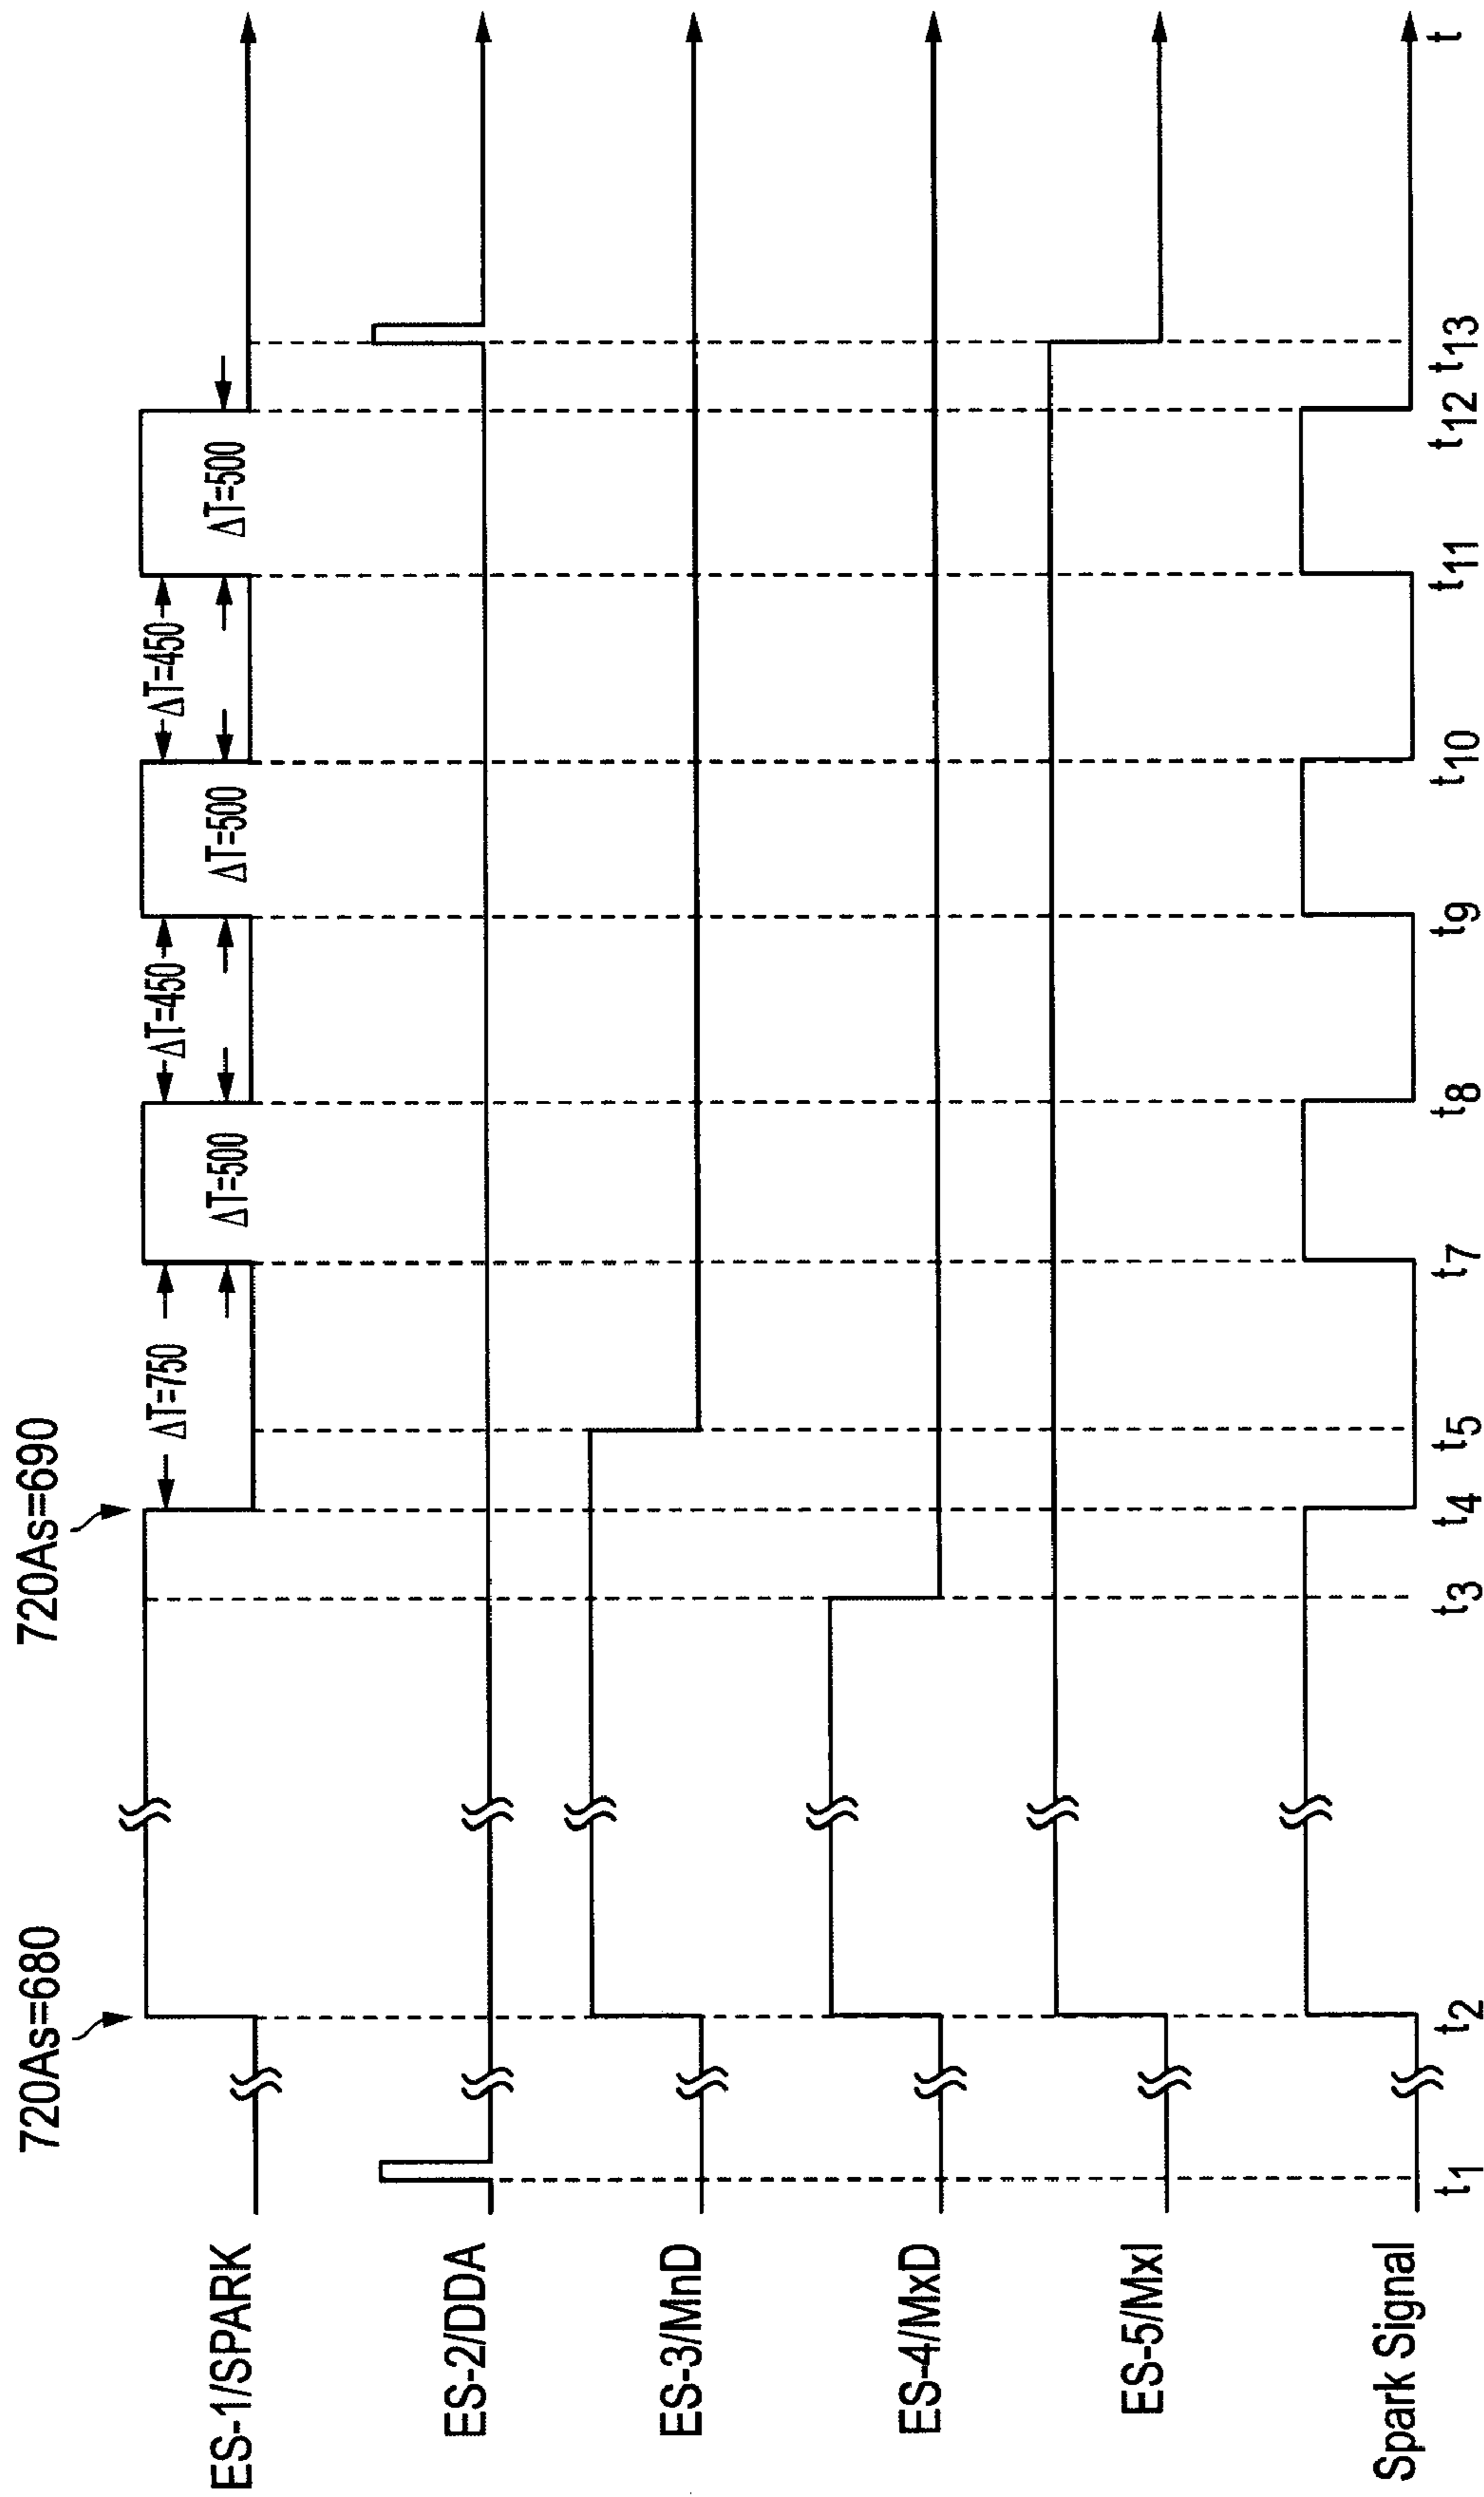 720As=680
720As=690
ES-1/SPARK
ΔT=750
ΔT=500
ΔT=450
ΔT=500
ΔT=450
ΔT=500
ES-2/DDA
ES-3/MnD
ES-4/MxD
ES-5/MxI
Spark Signal
t1
t2
t3
t4
t5
t7
t8
t9
t10
t11
t12
t13
t